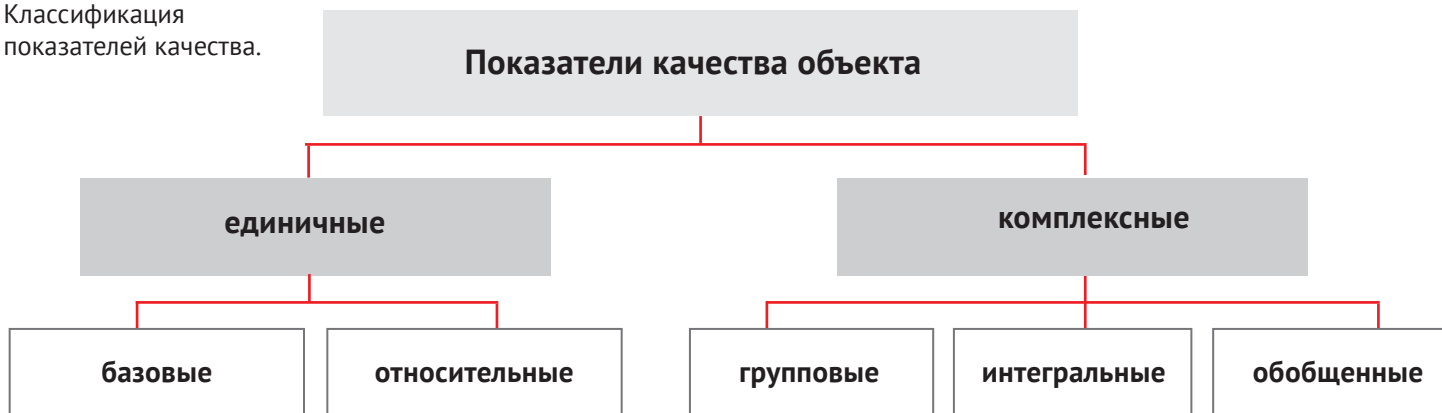 Классификация
показателей качества.
Показатели качества объекта
единичные
комплексные
базовые
относительные
групповые
интегральные
обобщенные